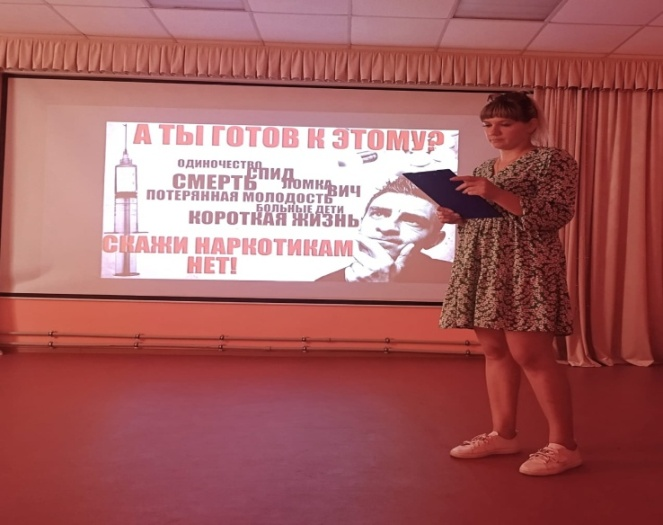 А ТЫ ГОТОВ К ЭТОМУ?
ОДИНОЧЕСТВО
СПИД
СМЕРТЬ ЛОМКА
ВИЧ
ПОТЕРЯННАЯ МОЛОДОСТЬ
БОЛЬНЫЕ ДЕТИ
КОРОТКАЯ ЖИЗНЬ
СКАЖИ НАРКОТИКАМ
НЕТ!